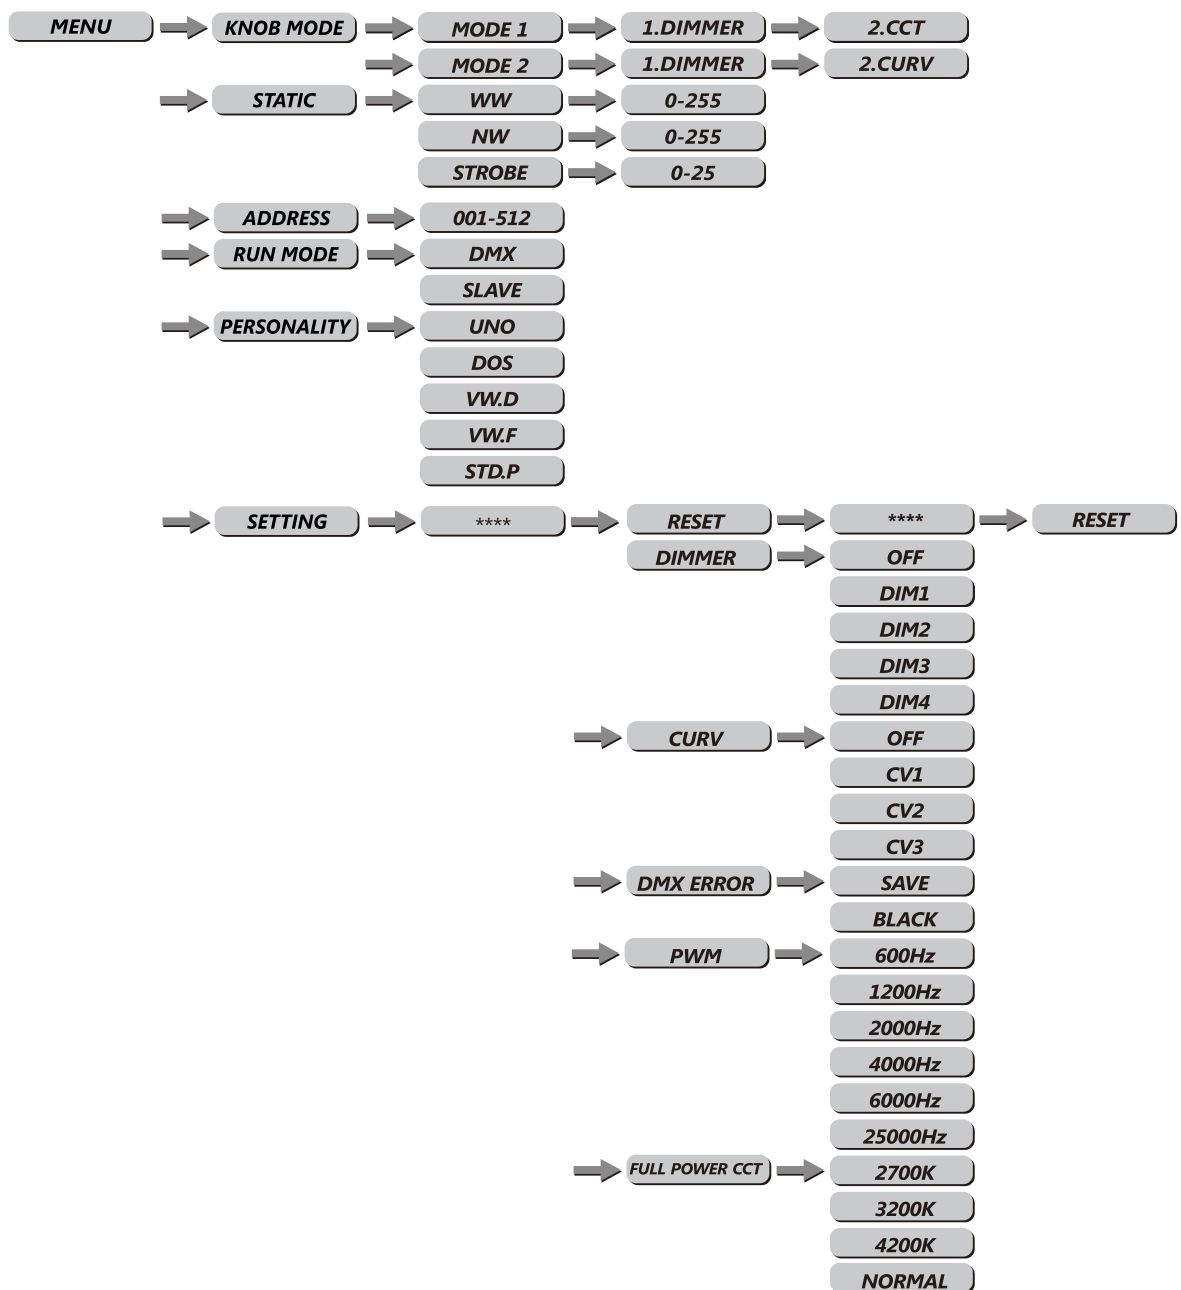 MENU KNOB MODE MODE 1 1.DIMMER 2.CCT
MODE 2 1.DIMMER 2.CURV
STATIC WW 0-255
NW 0-255
STROBE 0-25
ADDRESS 001-512
RUN MODE DMX
SLAVE
PERSONALITY UNO
DOS
VW.D
VW.F
STD.P
SETTING **** RESET **** RESET
DIMMER OFF
DIM1
DIM2
DIM3
DIM4
CURV OFF
CV1
CV2
CV3
DMX ERROR SAVE
BLACK
PWM 600Hz
1200Hz
2000Hz
4000Hz
6000Hz
25000Hz
FULL POWER CCT 2700K
3200K
4200K
NORMAL